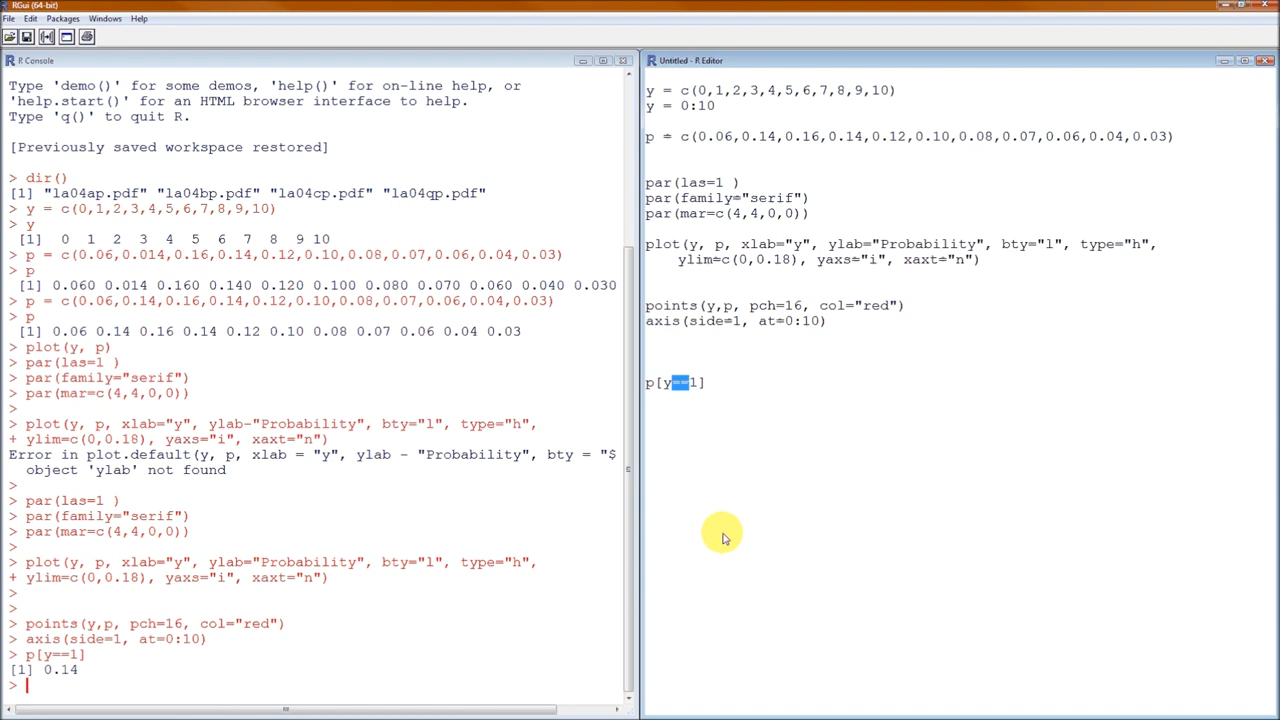 RGui (64-bit)
File Edit Packages Windows Help
R Console
Type 'demo()' for some demos, 'help()' for on-line help, or
'help.start()' for an HTML browser interface to help.
Type 'q()' to quit R.
[Previously saved workspace restored]
> dir()
[1] "la04ap.pdf" "la04bp.pdf" "la04cp.pdf" "la04qp.pdf"
> y = c(0,1,2,3,4,5,6,7,8,9,10)
> y
[1] 0 1 2 3 4 5 6 7 8 9 10
> p = c(0.06,0.014,0.16,0.14,0.12,0.10,0.08,0.07,0.06,0.04,0.03)
> p
[1] 0.060 0.014 0.160 0.140 0.120 0.100 0.080 0.070 0.060 0.040 0.030
> p = c(0.06,0.14,0.16,0.14,0.12,0.10,0.08,0.07,0.06,0.04,0.03)
> p
[1] 0.06 0.14 0.16 0.14 0.12 0.10 0.08 0.07 0.06 0.04 0.03
> plot(y, p)
> par(las=1 )
> par(family="serif")
> par(mar=c(4,4,0,0))
>
> plot(y, p, xlab="y", ylab-"Probability", bty="l", type="h",
+ ylim=c(0,0.18), yaxs="i", xaxt="n")
Error in plot.default(y, p, xlab = "y", ylab - "Probability", bty = "$
object 'ylab' not found
>
> par(las=1 )
> par(family="serif")
> par(mar=c(4,4,0,0))
>
> plot(y, p, xlab="y", ylab="Probability", bty="l", type="h",
+ ylim=c(0,0.18), yaxs="i", xaxt="n")
>
>
> points(y,p, pch=16, col="red")
> axis(side=1, at=0:10)
> p[y==1]
[1] 0.14
>
Untitled - R Editor
y = c(0,1,2,3,4,5,6,7,8,9,10)
y = 0:10
p = c(0.06,0.14,0.16,0.14,0.12,0.10,0.08,0.07,0.06,0.04,0.03)
par(las=1 )
par(family="serif")
par(mar=c(4,4,0,0))
plot(y, p, xlab="y", ylab="Probability", bty="l", type="h",
ylim=c(0,0.18), yaxs="i", xaxt="n")
points(y,p, pch=16, col="red")
axis(side=1, at=0:10)
p[y==1]